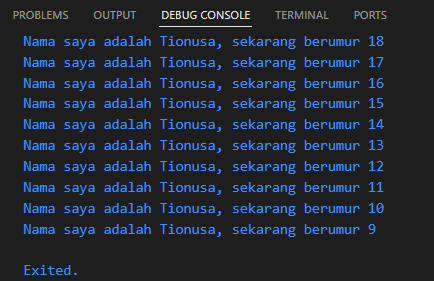 PROBLEMS OUTPUT DEBUG CONSOLE TERMINAL PORTS
Nama saya adalah Tionusa, sekarang berumur 18
Nama saya adalah Tionusa, sekarang berumur 17
Nama saya adalah Tionusa, sekarang berumur 16
Nama saya adalah Tionusa, sekarang berumur 15
Nama saya adalah Tionusa, sekarang berumur 14
Nama saya adalah Tionusa, sekarang berumur 13
Nama saya adalah Tionusa, sekarang berumur 12
Nama saya adalah Tionusa, sekarang berumur 11
Nama saya adalah Tionusa, sekarang berumur 10
Nama saya adalah Tionusa, sekarang berumur 9
Exited.